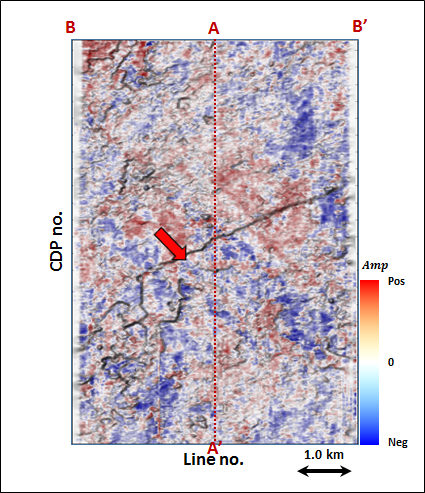 B
A
B’
CDP no.
Amp
Pos
0
Neg
A’
Line no.
1.0 km